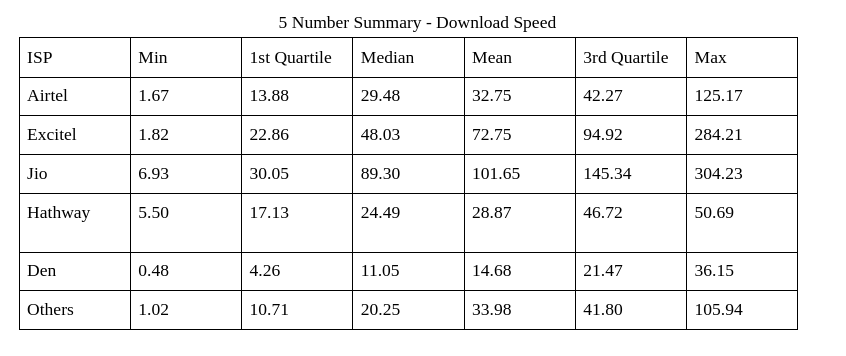 5 Number Summary - Download Speed
ISP Min 1st Quartile Median Mean 3rd Quartile Max
Airtel 1.67 13.88 29.48 32.75 42.27 125.17
Excitel 1.82 22.86 48.03 72.75 94.92 284.21
Jio 6.93 30.05 89.30 101.65 145.34 304.23
Hathway 5.50 17.13 24.49 28.87 46.72 50.69
Den 0.48 4.26 11.05 14.68 21.47 36.15
Others 1.02 10.71 20.25 33.98 41.80 105.94